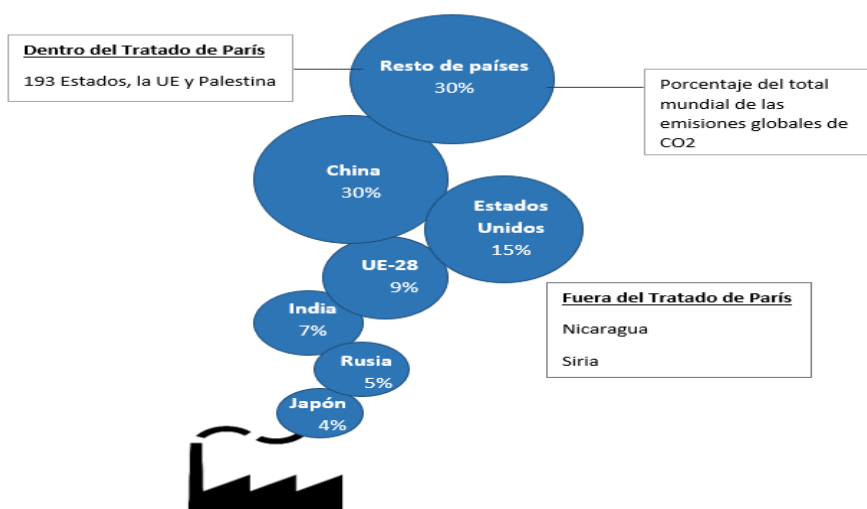 Dentro del Tratado de París
193 Estados, la UE y Palestina
Resto de países
30%
Porcentaje del total
mundial de las
emisiones globales de
CO2
China
30%
Estados
Unidos
15%
UE-28
9%
Fuera del Tratado de París
Nicaragua
Siria
India
7%
Rusia
5%
Japón
4%